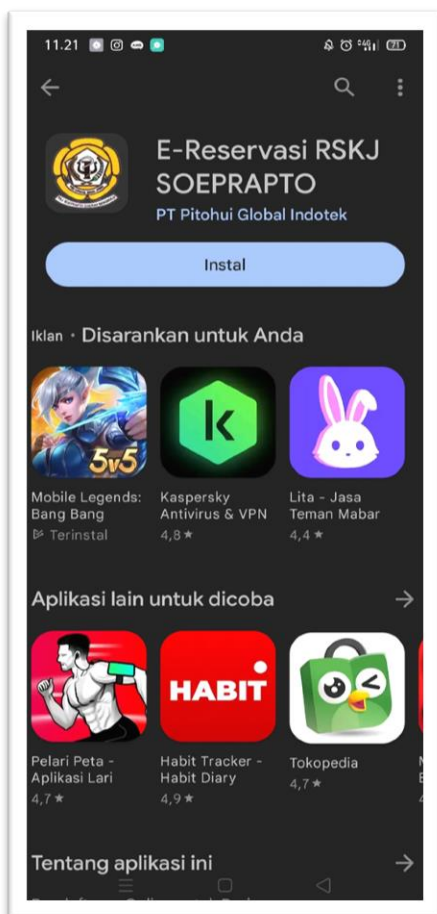 11.21
E-Reservasi RSKJ
SOEPRAPTO
PT Pitohui Global Indotek
Instal
Iklan • Disarankan untuk Anda
5v5
Mobile Legends:
Bang Bang
Terinstal
Kaspersky
Antivirus & VPN
4,8★
Lita - Jasa
Teman Mabar
4,4★
Aplikasi lain untuk dicoba
HABIT
Pelari Peta -
Aplikasi Lari
4,7★
Habit Tracker -
Habit Diary
4,9★
Tokopedia
4,7★
Tentang aplikasi ini